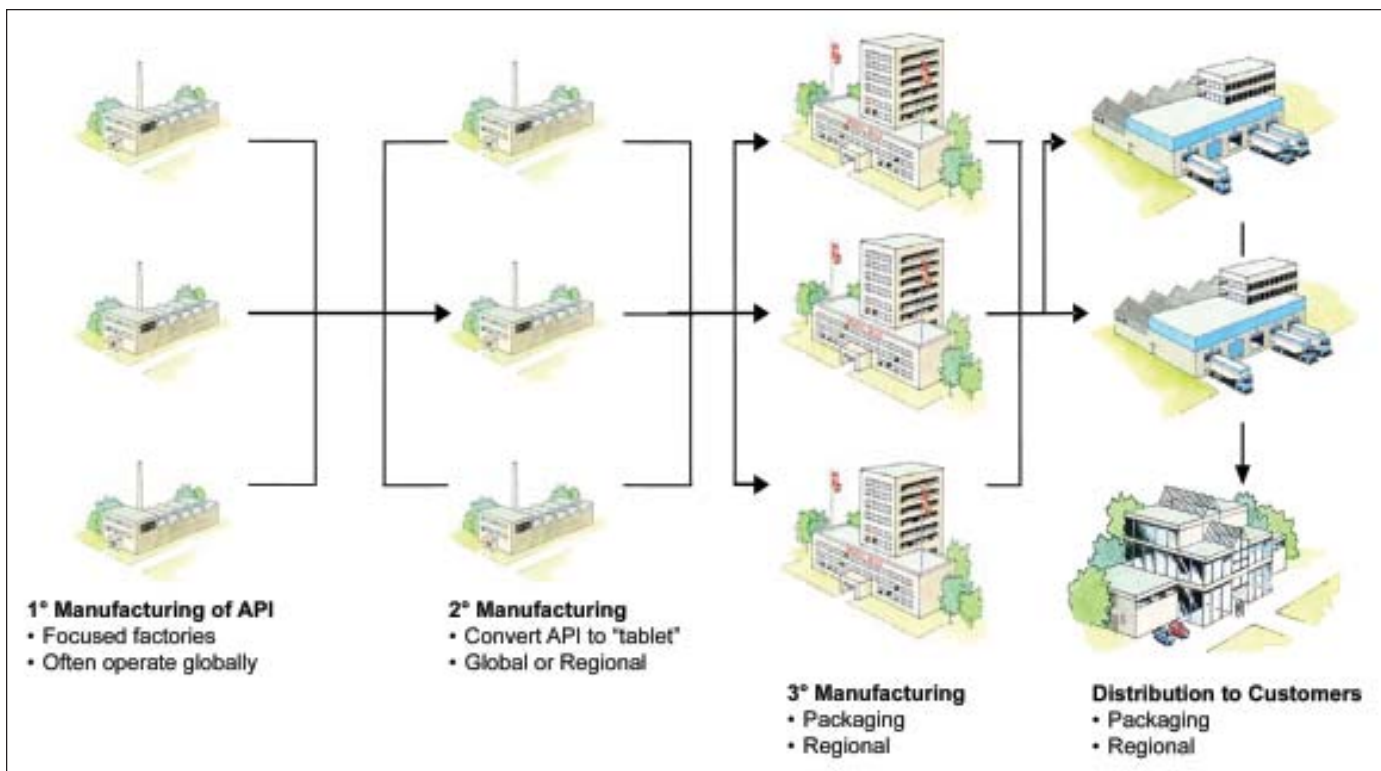 1° Manufacturing of API
• Focused factories
• Often operate globally
2° Manufacturing
• Convert API to “tablet”
• Global or Regional
3° Manufacturing
• Packaging
• Regional
Distribution to Customers
• Packaging
• Regional